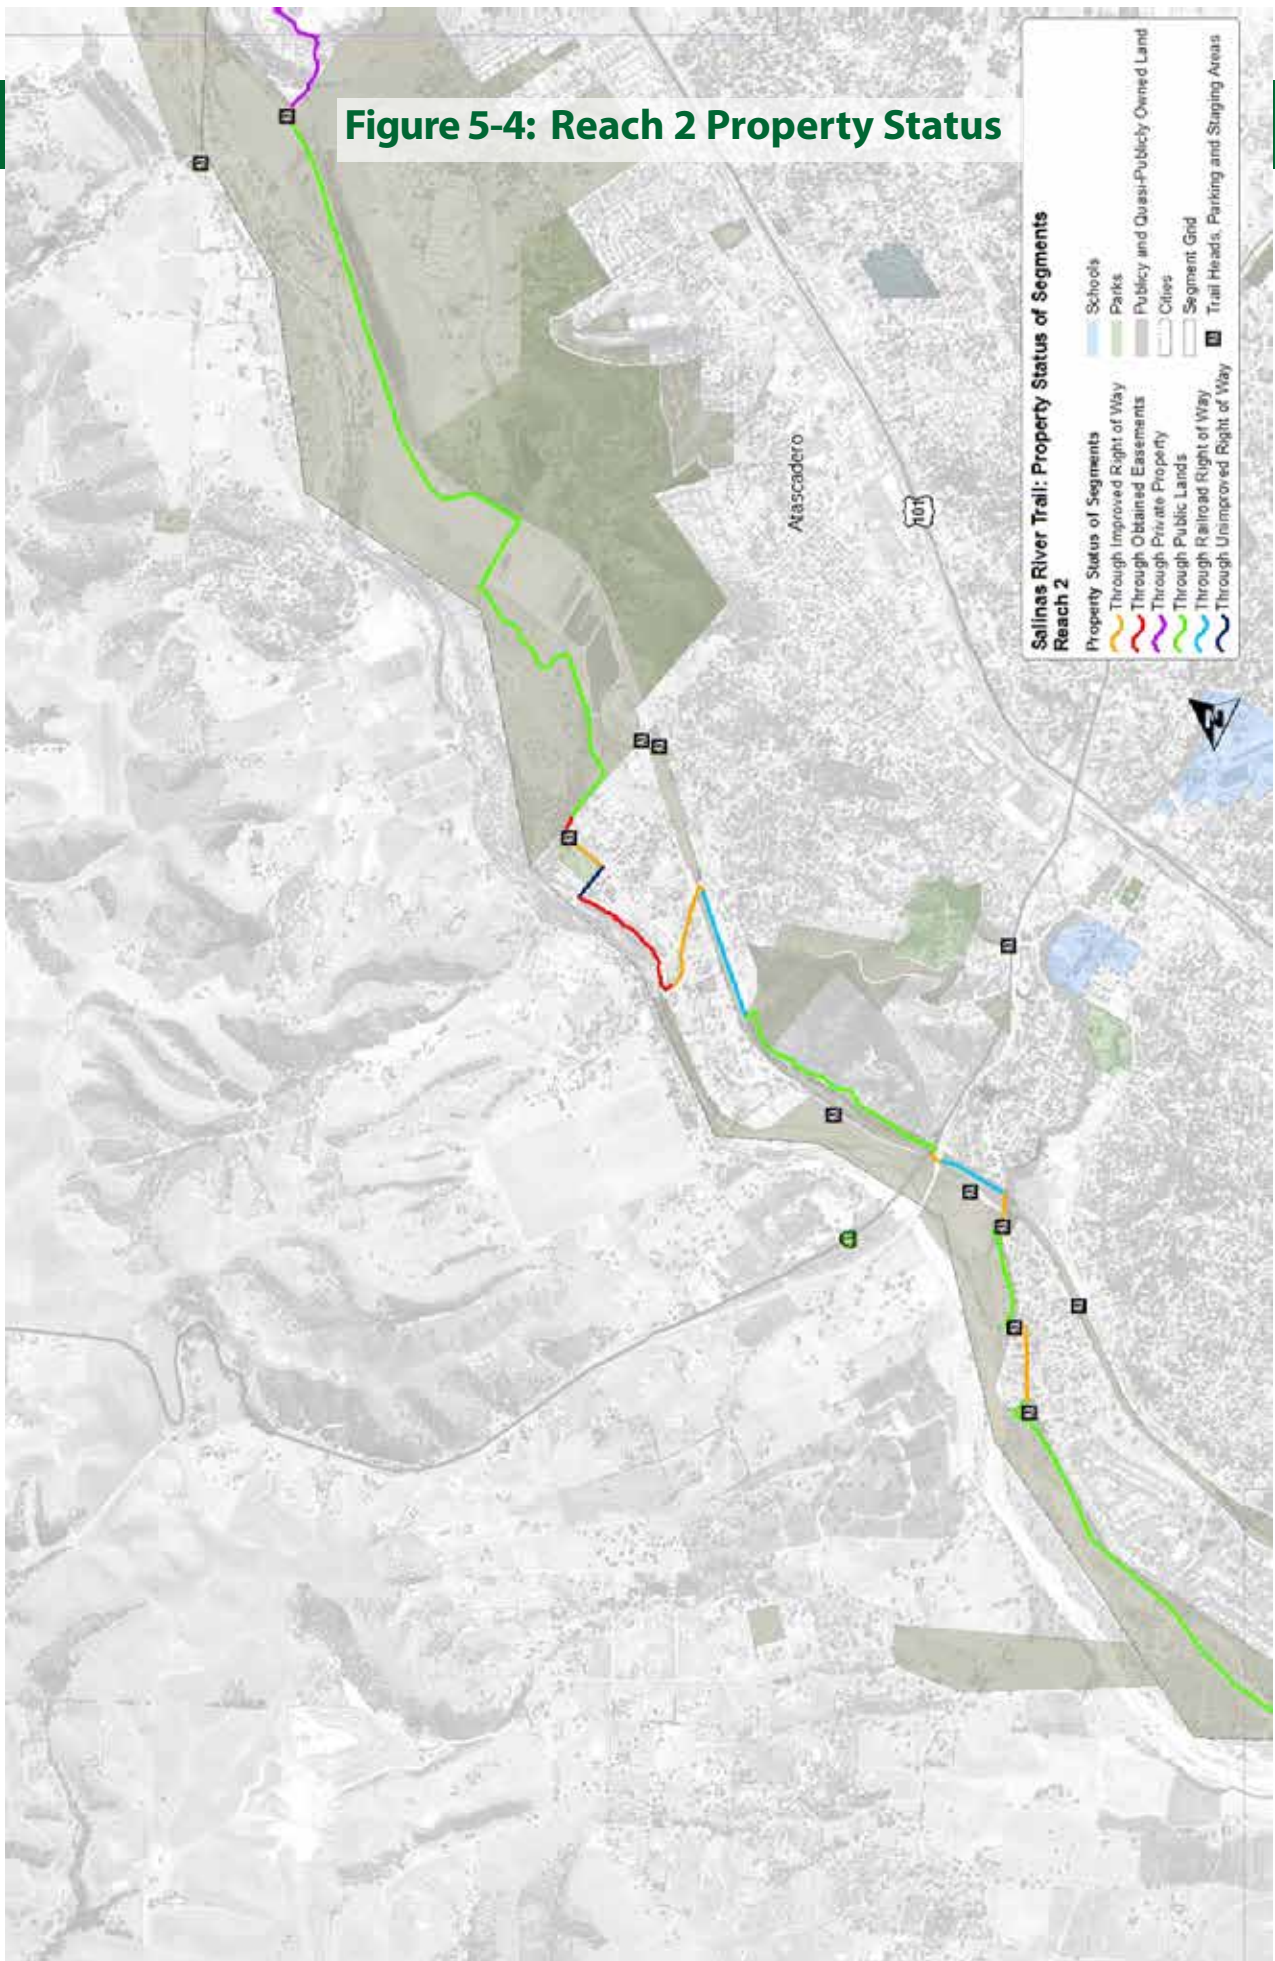 Figure 5-4: Reach 2 Property Status
Salinas River Trail: Property Status of Segments
Reach 2
Property Status of Segments
Through Improved Right of Way
Through Obtained Easements
Through Private Property
Through Public Lands
Through Railroad Right of Way
Through Unimproved Right of Way
Schools
Parks
Publicy and Quasi-Publicly Owned Land
Cities
Segment Grid
Trail Heads, Parking and Staging Areas
Atascadero
101
41
N